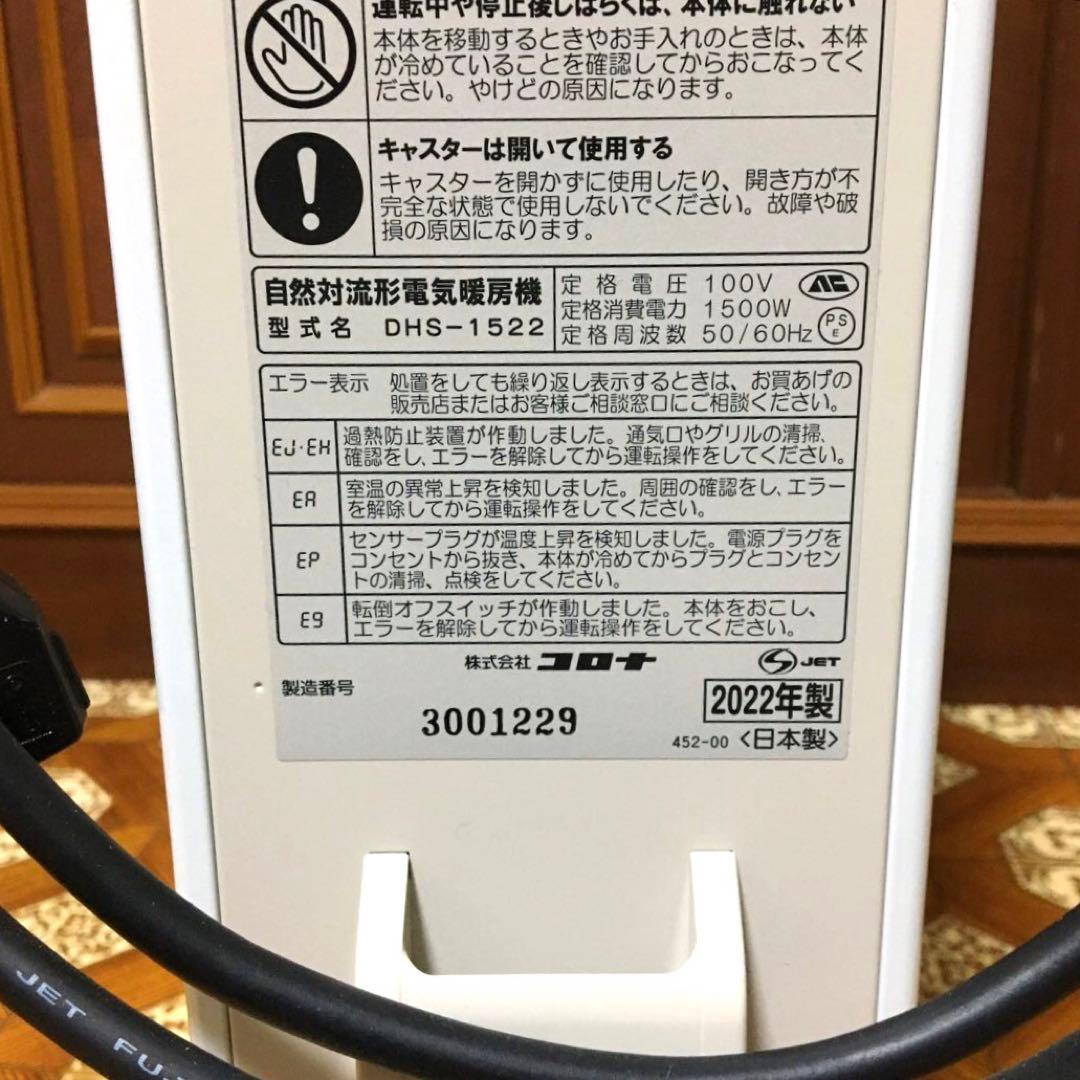 運転中や停止後しばらくは、本体に触れない
本体を移動するときやお手入れのときは、本体
が冷めていることを確認してからおこなってく
ださい。やけどの原因になります。
キャスターは開いて使用する
キャスターを開かずに使用したり、開き方が不
完全な状態で使用しないでください。故障や破
損の原因になります。
自然対流形電気暖房機
型式名 DHS-1522
定格電圧 100V
定格消費電力 1500W
定格周波数 50/60Hz
PS
E
エラー表示 処置をしても繰り返し表示するときは、お買あげの
販売店またはお客様ご相談窓口にご相談ください。
EJ・EH 過熱防止装置が作動しました。通気口やグリルの清掃、
確認をし、エラーを解除してから運転操作をしてください。
EA 室温の異常上昇を検知しました。周囲の確認をし、エラー
を解除してから運転操作をしてください。
EP センサープラグが温度上昇を検知しました。電源プラグを
コンセントから抜き、本体が冷めてからプラグとコンセン
トの清掃、点検をしてください。
E9 転倒オフスイッチが作動しました。本体をおこし、
エラーを解除してから運転操作をしてください。
株式会社 コロナ
S JET
製造番号
3001229
2022年製
452-00 <日本製>
JET FUJ